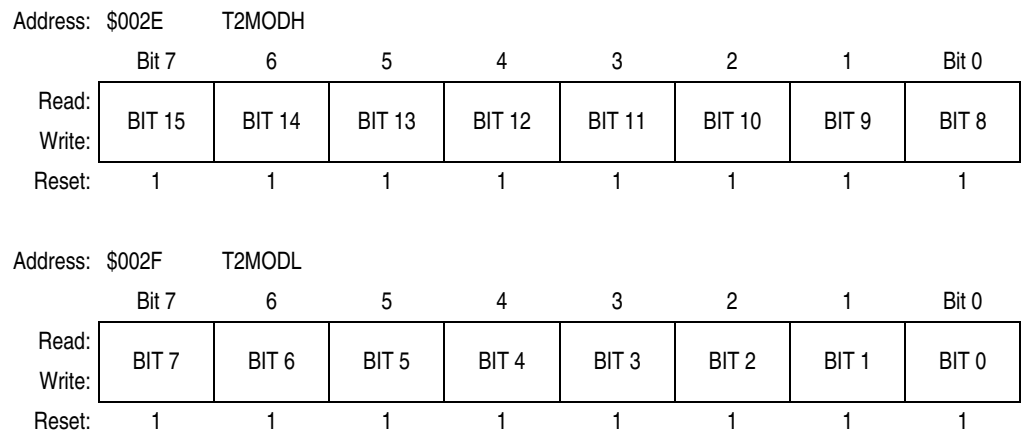 Address: $002E T2MODH
Bit 7 6 5 4 3 2 1 Bit 0
Read:
BIT 15 BIT 14 BIT 13 BIT 12 BIT 11 BIT 10 BIT 9 BIT 8
Write:
Reset: 1 1 1 1 1 1 1 1
Address: $002F T2MODL
Bit 7 6 5 4 3 2 1 Bit 0
Read:
BIT 7 BIT 6 BIT 5 BIT 4 BIT 3 BIT 2 BIT 1 BIT 0
Write:
Reset: 1 1 1 1 1 1 1 1